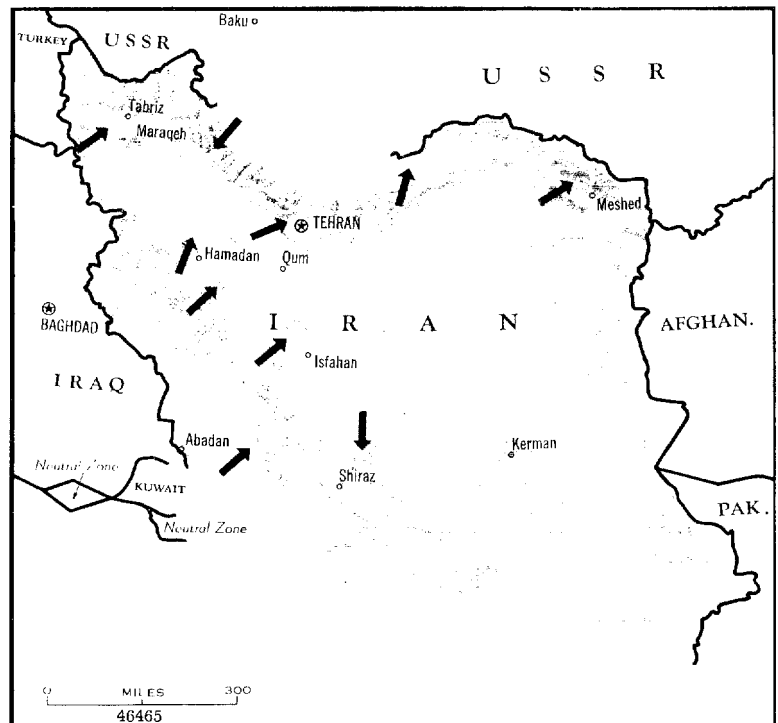 Baku
TURKEY
USSR
U S S R
Tabriz
Maraqeh
Meshed
TEHRAN
Hamadan
Qum
BAGHDAD
I R A N
AFGHAN.
Isfahan
IRAQ
Abadan
Kerman
Neutral Zone
Shiraz
KUWAIT
PAK.
Neutral Zone
0 MILES 300
46465